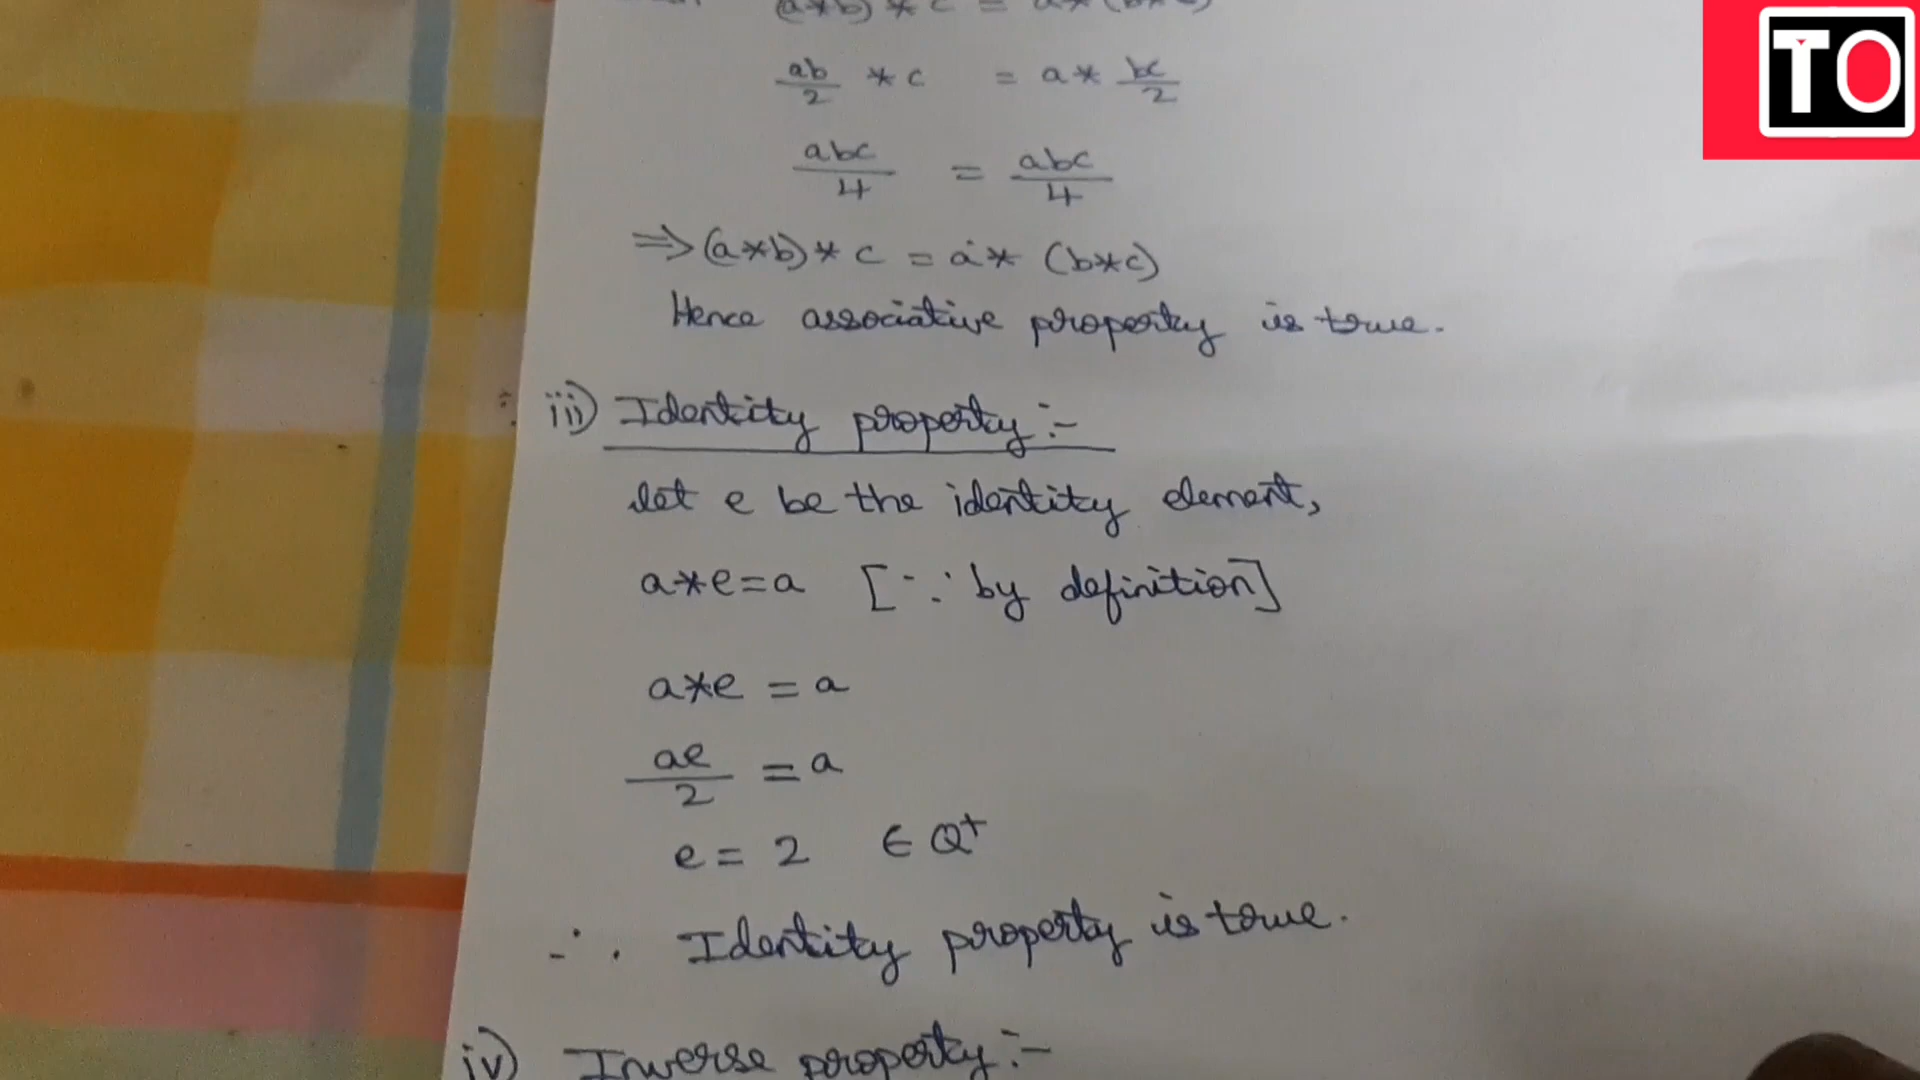 (a*b) * c = a * (b*c)
ab/2 * c = a * bc/2
abc/4 = abc/4
⇒ (a*b) * c = a * (b*c)
Hence associative property is true.
iii) Identity property:-
let e be the identity element,
a*e=a [∵ by definition]
a*e = a
ae/2 = a
e = 2 ∈ Q⁺
∴ Identity property is true.
iv) Inverse property:-
TO